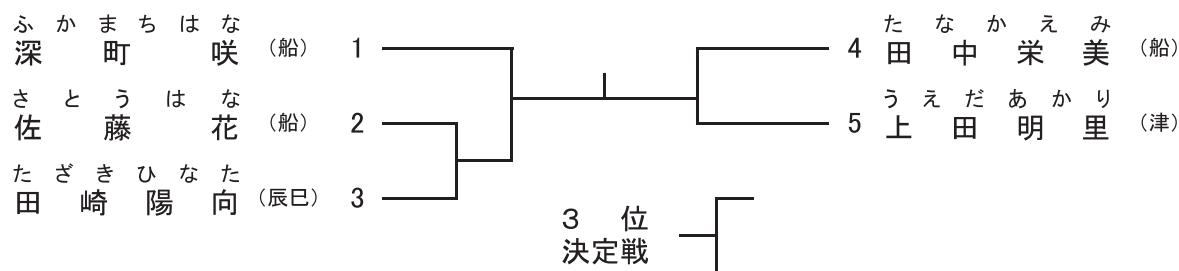 ふかまちはな
深町咲（船） 1
さとうはな
佐藤花（船） 2
たざきひなた
田崎陽向（辰巳） 3
たなかえみ
4 田中栄美（船）
うえだあかり
5 上田明里（津）
３位
決定戦